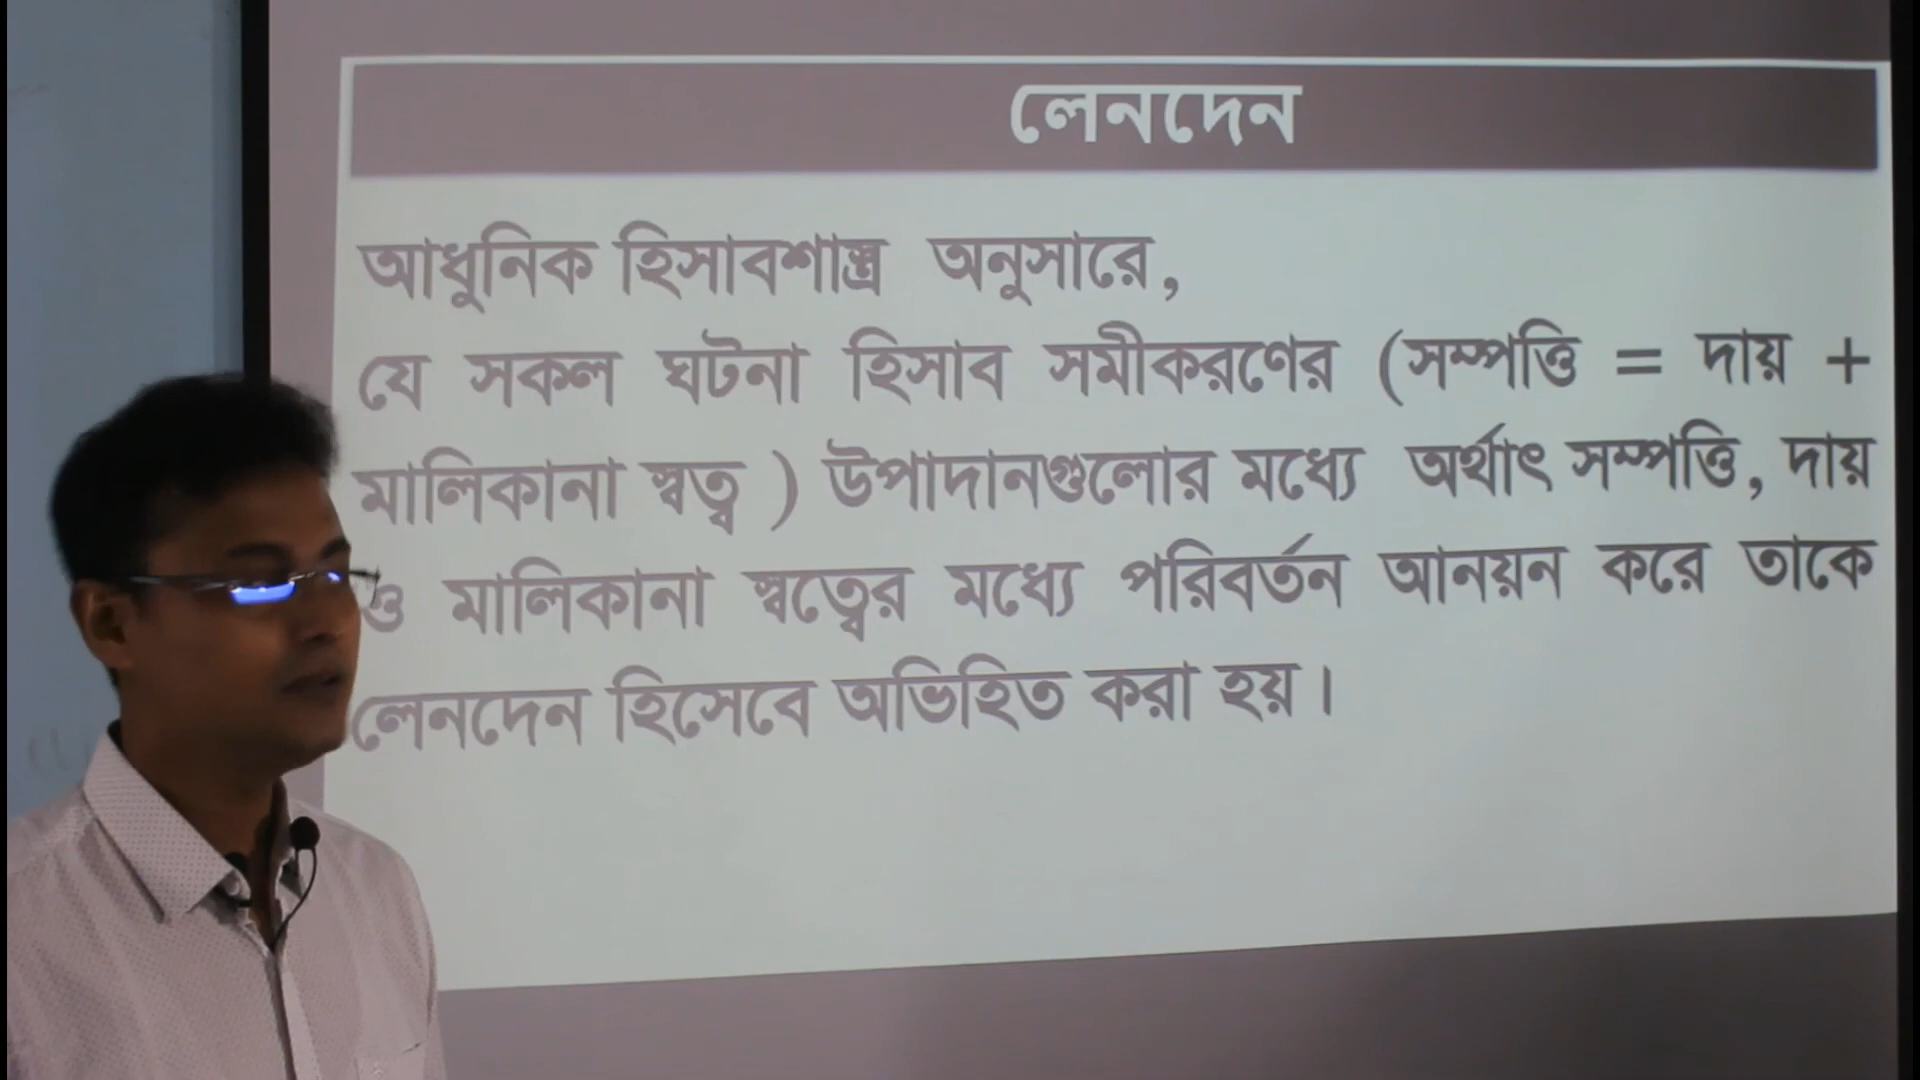 লেনদেন
আধুনিক হিসাবশাস্ত্র অনুসারে,
যে সকল ঘটনা হিসাব সমীকরণের (সম্পত্তি = দায় +
মালিকানা স্বত্ব ) উপাদানগুলোর মধ্যে অর্থাৎ সম্পত্তি, দায়
ও মালিকানা স্বত্বের মধ্যে পরিবর্তন আনয়ন করে তাকে
লেনদেন হিসেবে অভিহিত করা হয়।